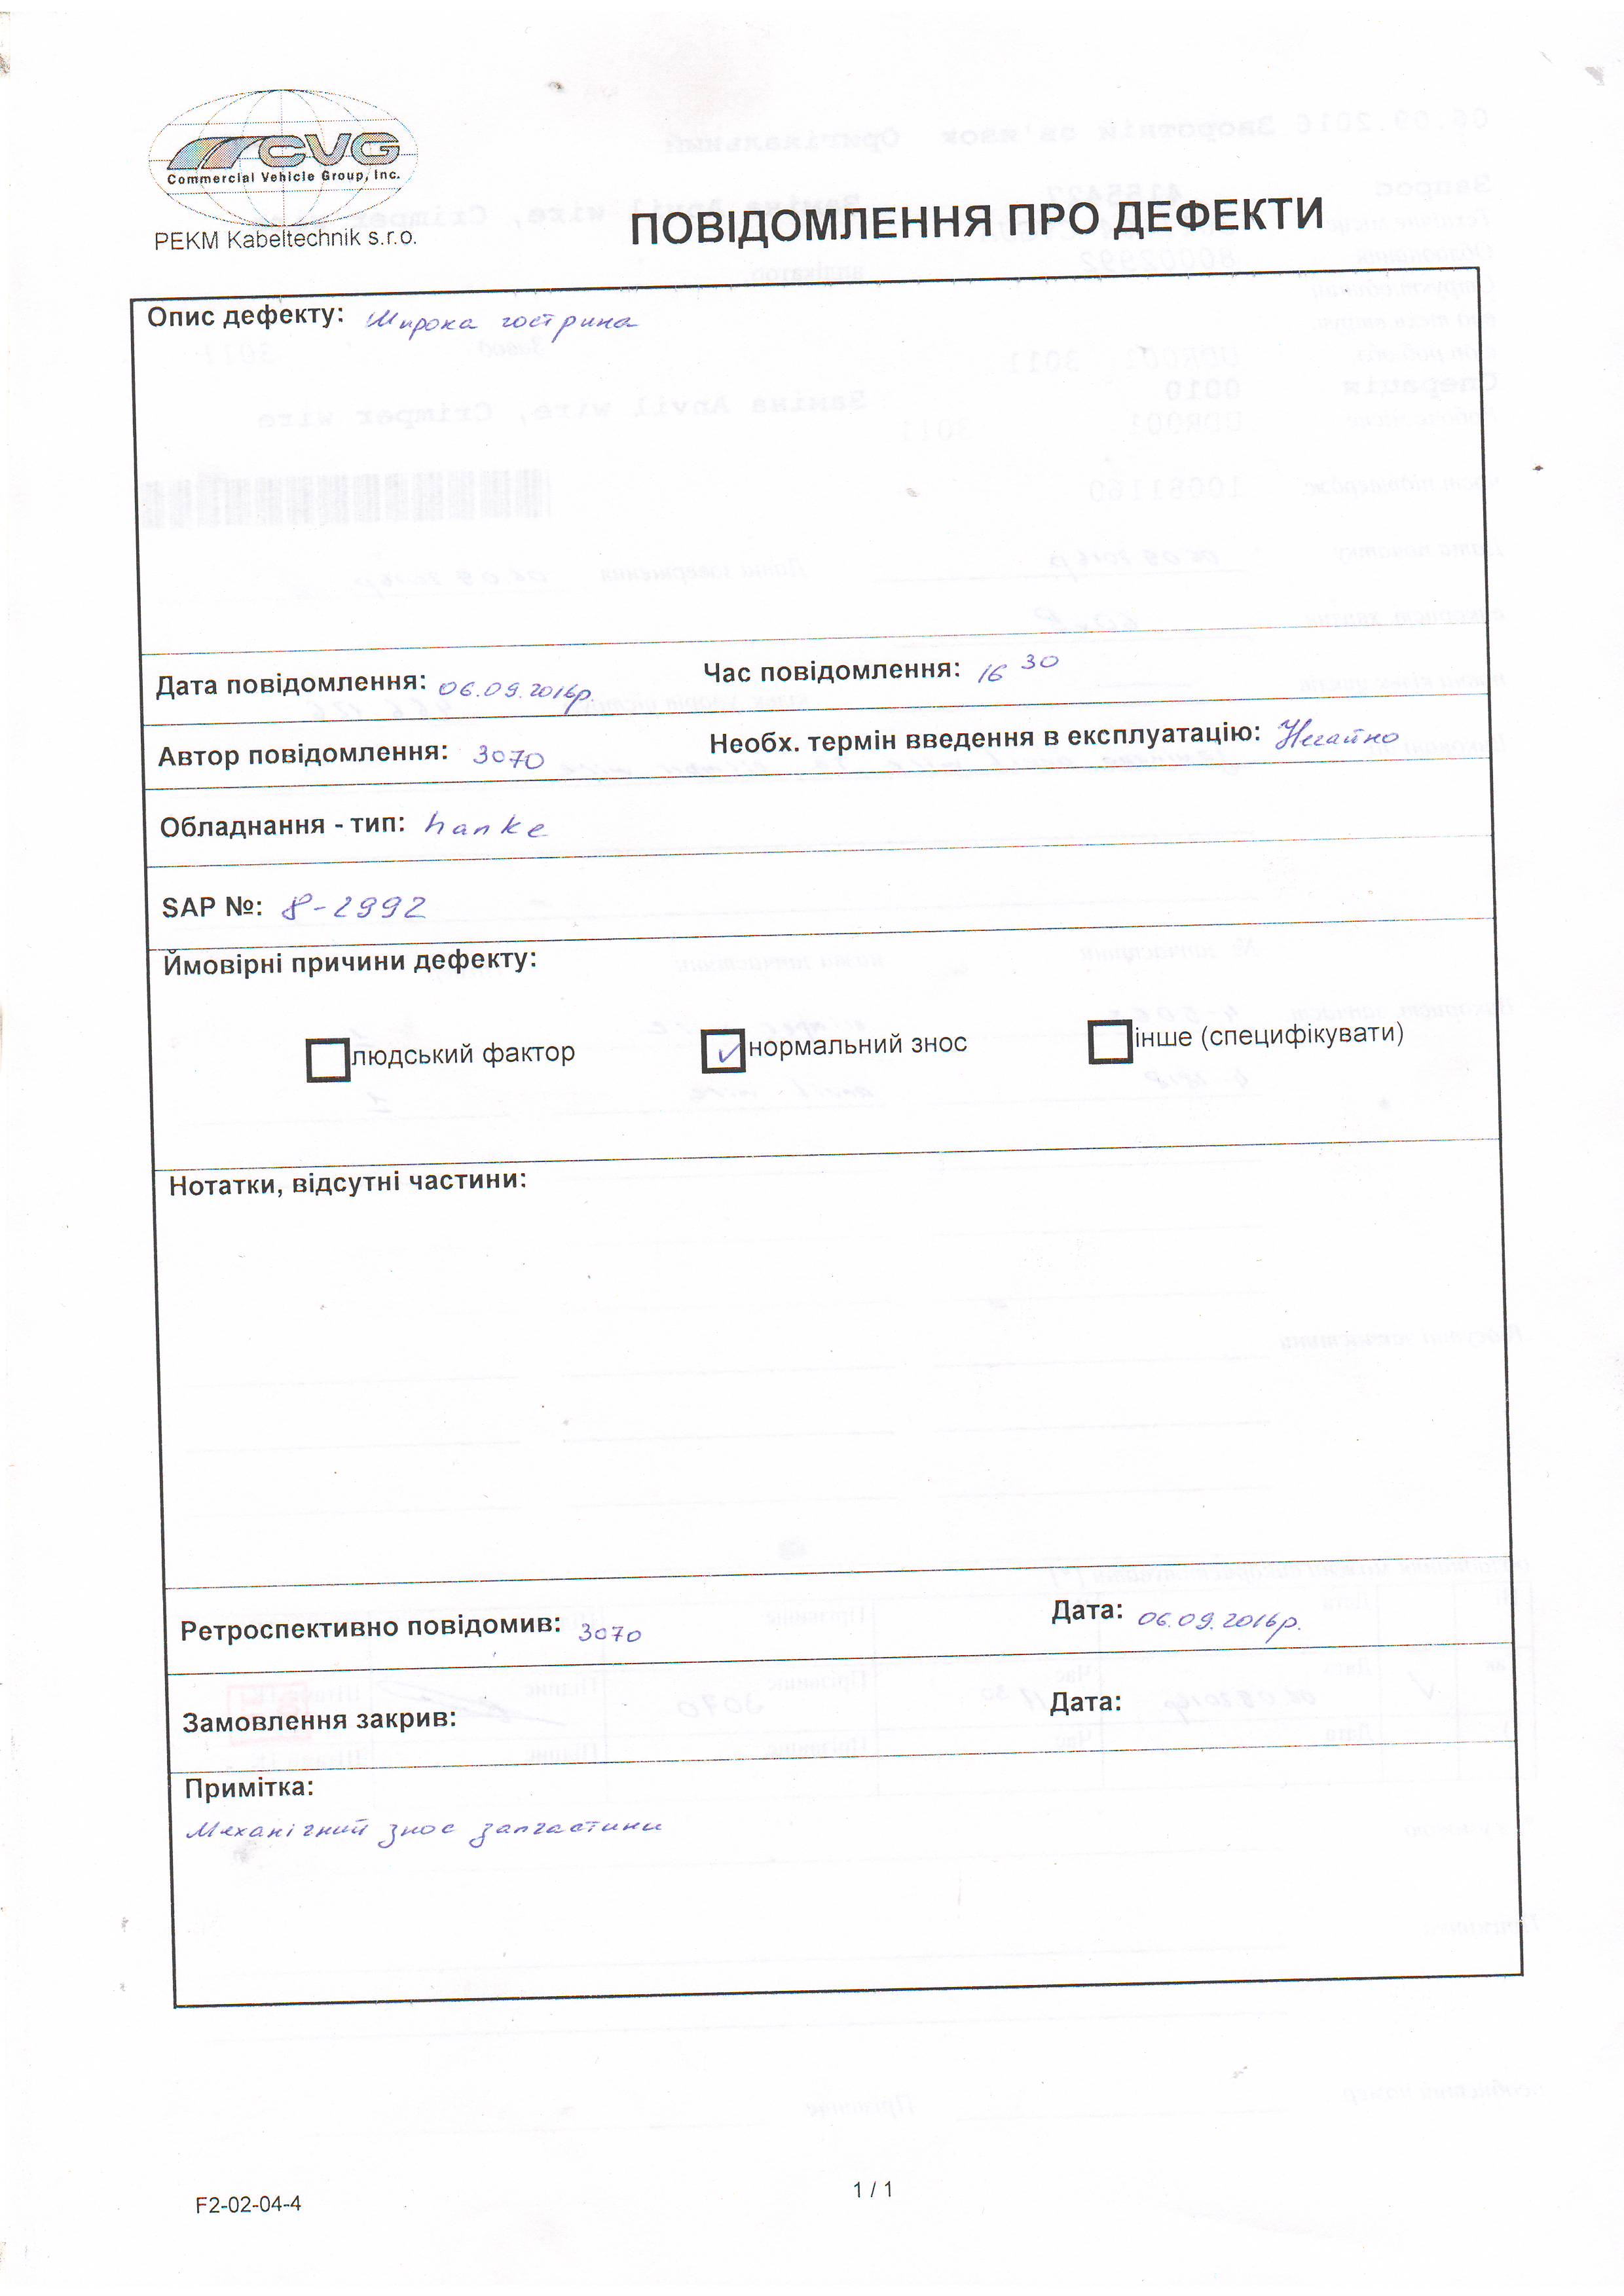 CVG
Commercial Vehicle Group, Inc.
PEKM Kabeltechnik s.r.o.
ПОВІДОМЛЕННЯ ПРО ДЕФЕКТИ
Опис дефекту: Широка гострина
Дата повідомлення: 06.09.2016р. Час повідомлення: 16 30
Автор повідомлення: 3070 Необх. термін введення в експлуатацію: Негайно
Обладнання - тип: hanke
SAP №: 8-2992
Ймовірні причини дефекту:
людський фактор нормальний знос інше (специфікувати)
Нотатки, відсутні частини:
Ретроспективно повідомив: 3070 Дата: 06.09.2016р.
Замовлення закрив: Дата:
Примітка:
Механічний знос запчастини
F2-02-04-4 1 / 1